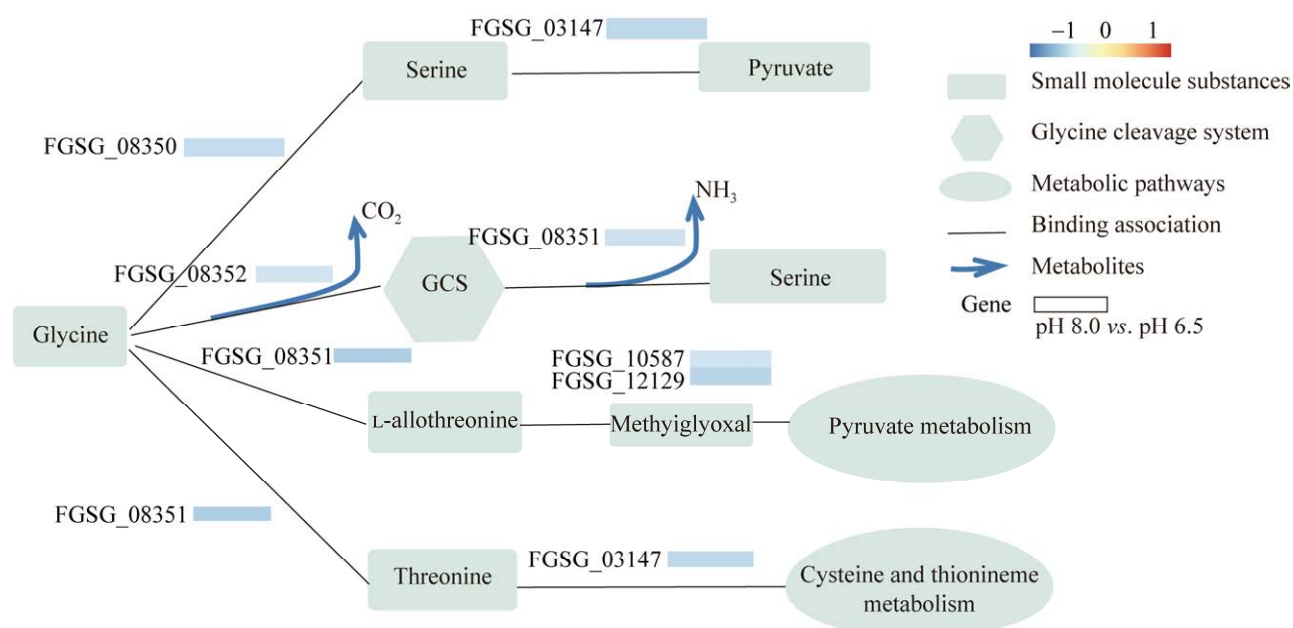 FGSG_03147
Serine
Pyruvate
FGSG_08350
CO₂
NH₃
FGSG_08351
FGSG_08352
GCS
Serine
Glycine
FGSG_08351
FGSG_10587
FGSG_12129
L-allothreonine
Methyiglyoxal
Pyruvate metabolism
FGSG_08351
FGSG_03147
Threonine
Cysteine and thionineme
metabolism
−1 0 1
Small molecule substances
Glycine cleavage system
Metabolic pathways
Binding association
Metabolites
Gene
pH 8.0 vs. pH 6.5